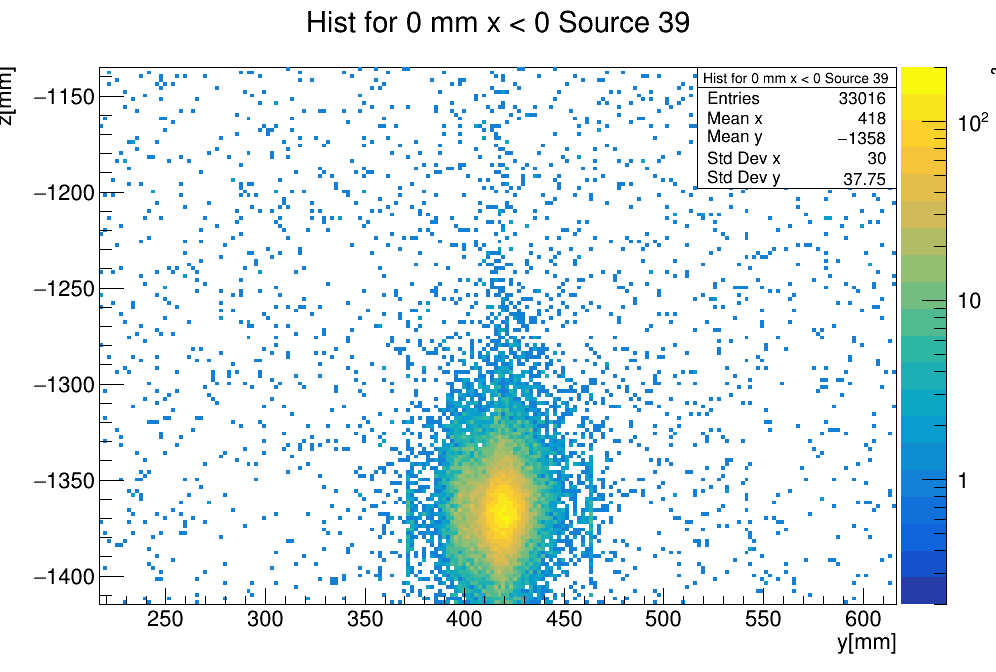 Hist for 0 mm x < 0 Source 39
z[mm]
−1150
−1200
−1250
−1300
−1350
−1400
250
300
350
400
450
500
550
600
y[mm]
Hist for 0 mm x < 0 Source 39
Entries 33016
Mean x 418
Mean y −1358
Std Dev x 30
Std Dev y 37.75
10²
10
1